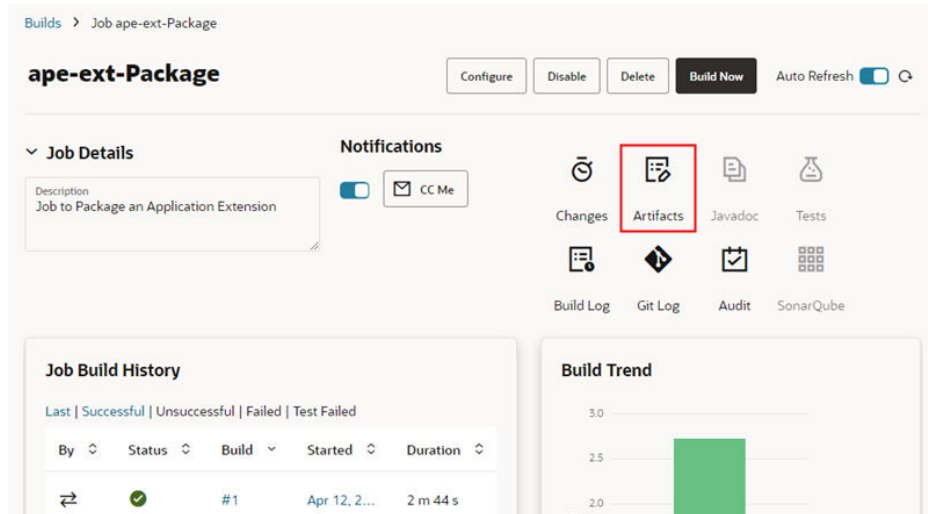 Builds > Job ape-ext-Package
ape-ext-Package
Configure
Disable
Delete
Build Now
Auto Refresh
Job Details
Description
Job to Package an Application Extension
Notifications
CC Me
Changes
Artifacts
Javadoc
Tests
Build Log
Git Log
Audit
SonarQube
Job Build History
Last | Successful | Unsuccessful | Failed | Test Failed
By Status Build Started Duration
#1 Apr 12, 2... 2 m 44 s
Build Trend
3.0
2.5
2.0